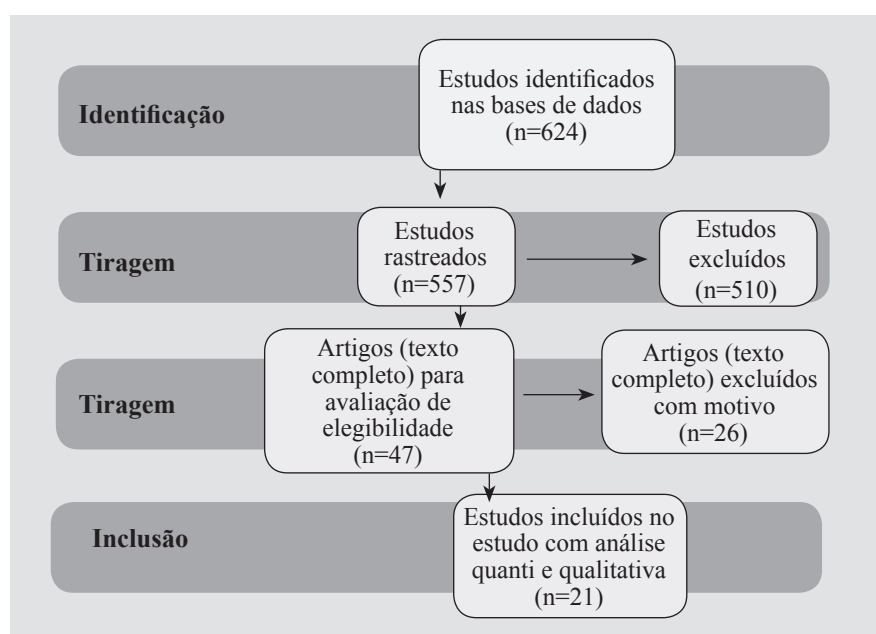 Identificação
Estudos identificados
nas bases de dados
(n=624)
Tiragem
Estudos
rastreados
(n=557)
Estudos
excluídos
(n=510)
Tiragem
Artigos (texto
completo) para
avaliação de
elegibilidade
(n=47)
Artigos (texto
completo) excluídos
com motivo
(n=26)
Inclusão
Estudos incluídos no
estudo com análise
quanti e qualitativa
(n=21)